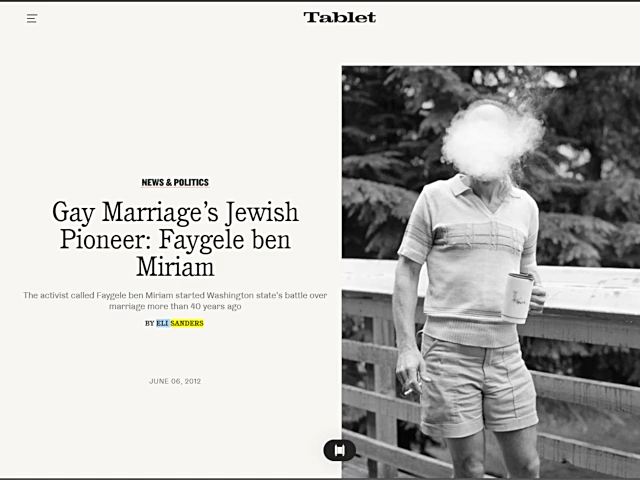 Tablet
NEWS & POLITICS
Gay Marriage's Jewish
Pioneer: Faygele ben
Miriam
The activist called Faygele ben Miriam started Washington state's battle over
marriage more than 40 years ago
BY ELI SANDERS
JUNE 06, 2012